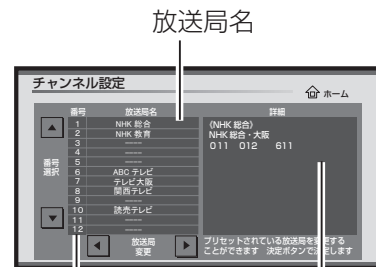 放送局名
チャンネル設定
ホーム
番号 放送局名 詳細
1 NHK 総合
2 NHK 教育
3 ----
4 ----
5 ----
6 ABC テレビ
7 テレビ大阪
8 関西テレビ
9 ----
10 読売テレビ
11 ----
12 ----
番号
選択
《NHK 総合》
NHK 総合・大阪
011 012 611
放送局
変更
プリセットされている放送局を変更する
ことができます 決定ボタンで決定します